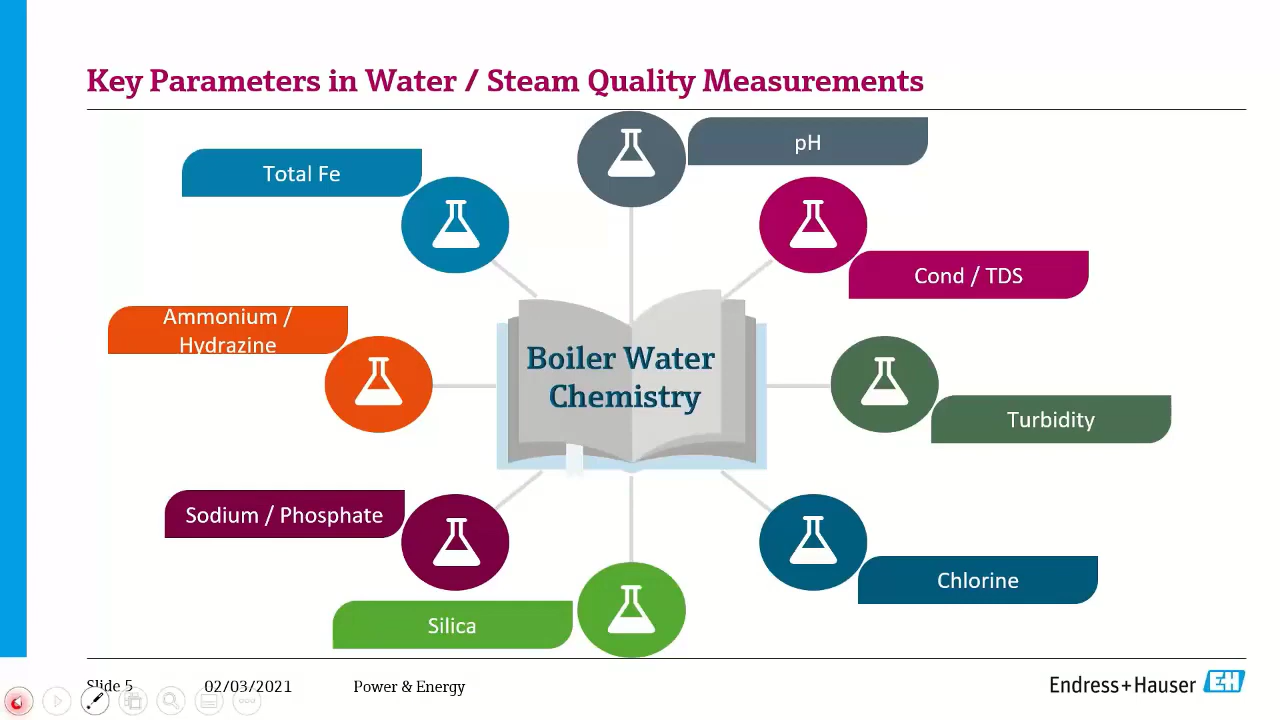 Key Parameters in Water / Steam Quality Measurements
pH
Total Fe
Cond / TDS
Ammonium /
Hydrazine
Boiler Water
Chemistry
Turbidity
Sodium / Phosphate
Chlorine
Silica
Slide 5
02/03/2021
Power & Energy
Endress+Hauser
EH